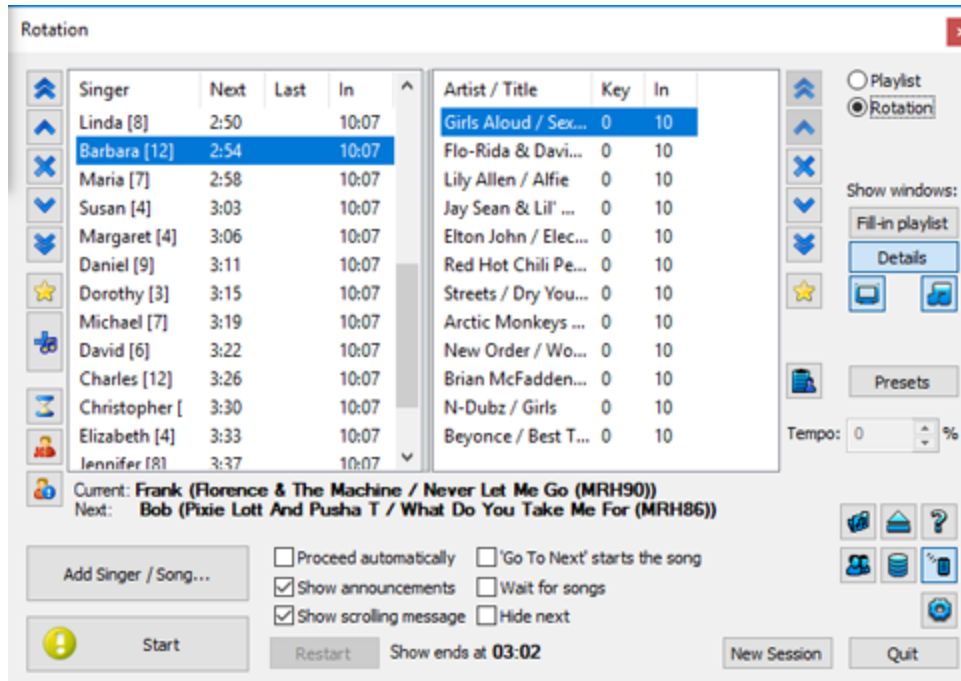 Rotation
Singer Next Last In
Linda [8] 2:50 10:07
Barbara [12] 2:54 10:07
Maria [7] 2:58 10:07
Susan [4] 3:03 10:07
Margaret [4] 3:06 10:07
Daniel [9] 3:11 10:07
Dorothy [3] 3:15 10:07
Michael [7] 3:19 10:07
David [6] 3:22 10:07
Charles [12] 3:26 10:07
Christopher [ 3:30 10:07
Elizabeth [4] 3:33 10:07
Jennifer [8] 3:37 10:07
Artist / Title Key In
Girls Aloud / Sex... 0 10
Flo-Rida & Davi... 0 10
Lily Allen / Alfie 0 10
Jay Sean & Lil' ... 0 10
Elton John / Elec... 0 10
Red Hot Chili Pe... 0 10
Streets / Dry You... 0 10
Arctic Monkeys ... 0 10
New Order / Wo... 0 10
Brian McFadden... 0 10
N-Dubz / Girls 0 10
Beyonce / Best T... 0 10
Playlist
Rotation
Show windows:
Fill-in playlist
Details
Presets
Tempo: 0 %
Current: Frank (Florence & The Machine / Never Let Me Go (MRH90))
Next: Bob (Pixie Lott And Pusha T / What Do You Take Me For (MRH86))
Add Singer / Song...
Proceed automatically
'Go To Next' starts the song
Show announcements
Wait for songs
Show scrolling message
Hide next
Start
Restart
Show ends at 03:02
New Session
Quit
?